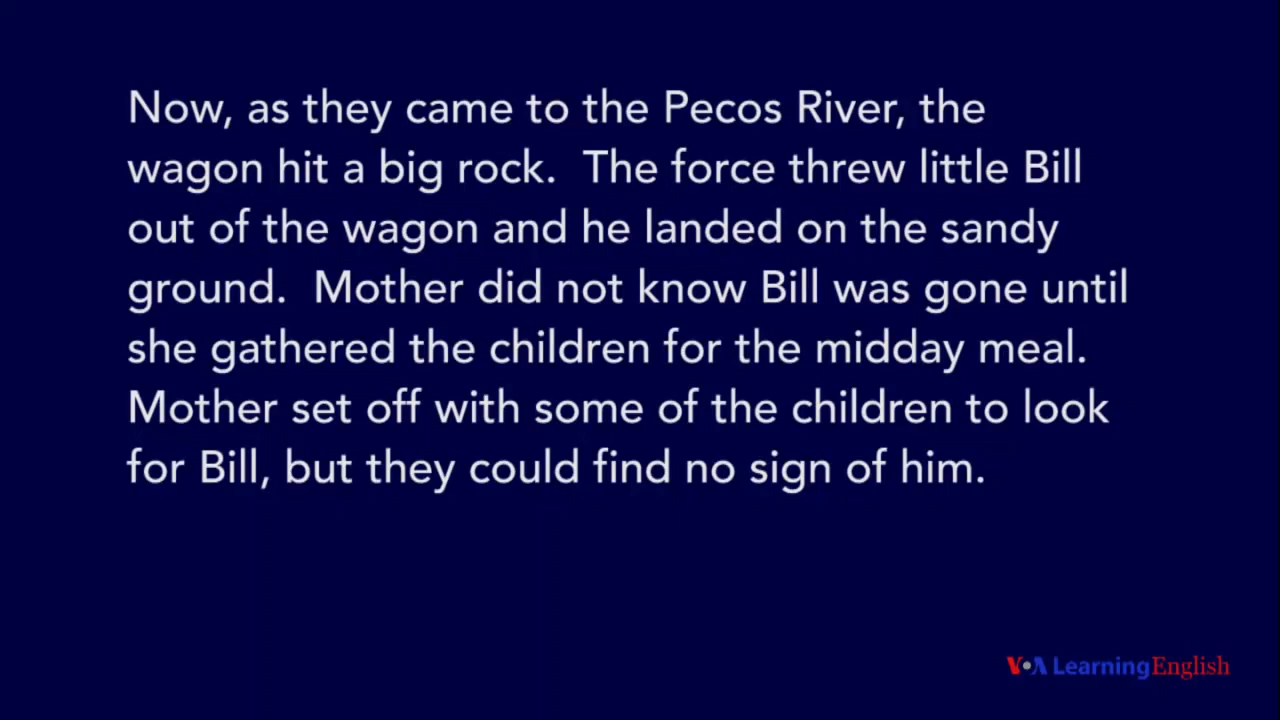 Now, as they came to the Pecos River, the
wagon hit a big rock.  The force threw little Bill
out of the wagon and he landed on the sandy
ground.  Mother did not know Bill was gone until
she gathered the children for the midday meal.
Mother set off with some of the children to look
for Bill, but they could find no sign of him.
VOA Learning English